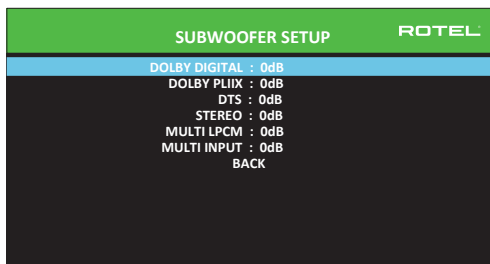 SUBWOOFER SETUP
ROTEL
DOLBY DIGITAL : 0dB
DOLBY PLIIX : 0dB
DTS : 0dB
STEREO : 0dB
MULTI LPCM : 0dB
MULTI INPUT : 0dB
BACK